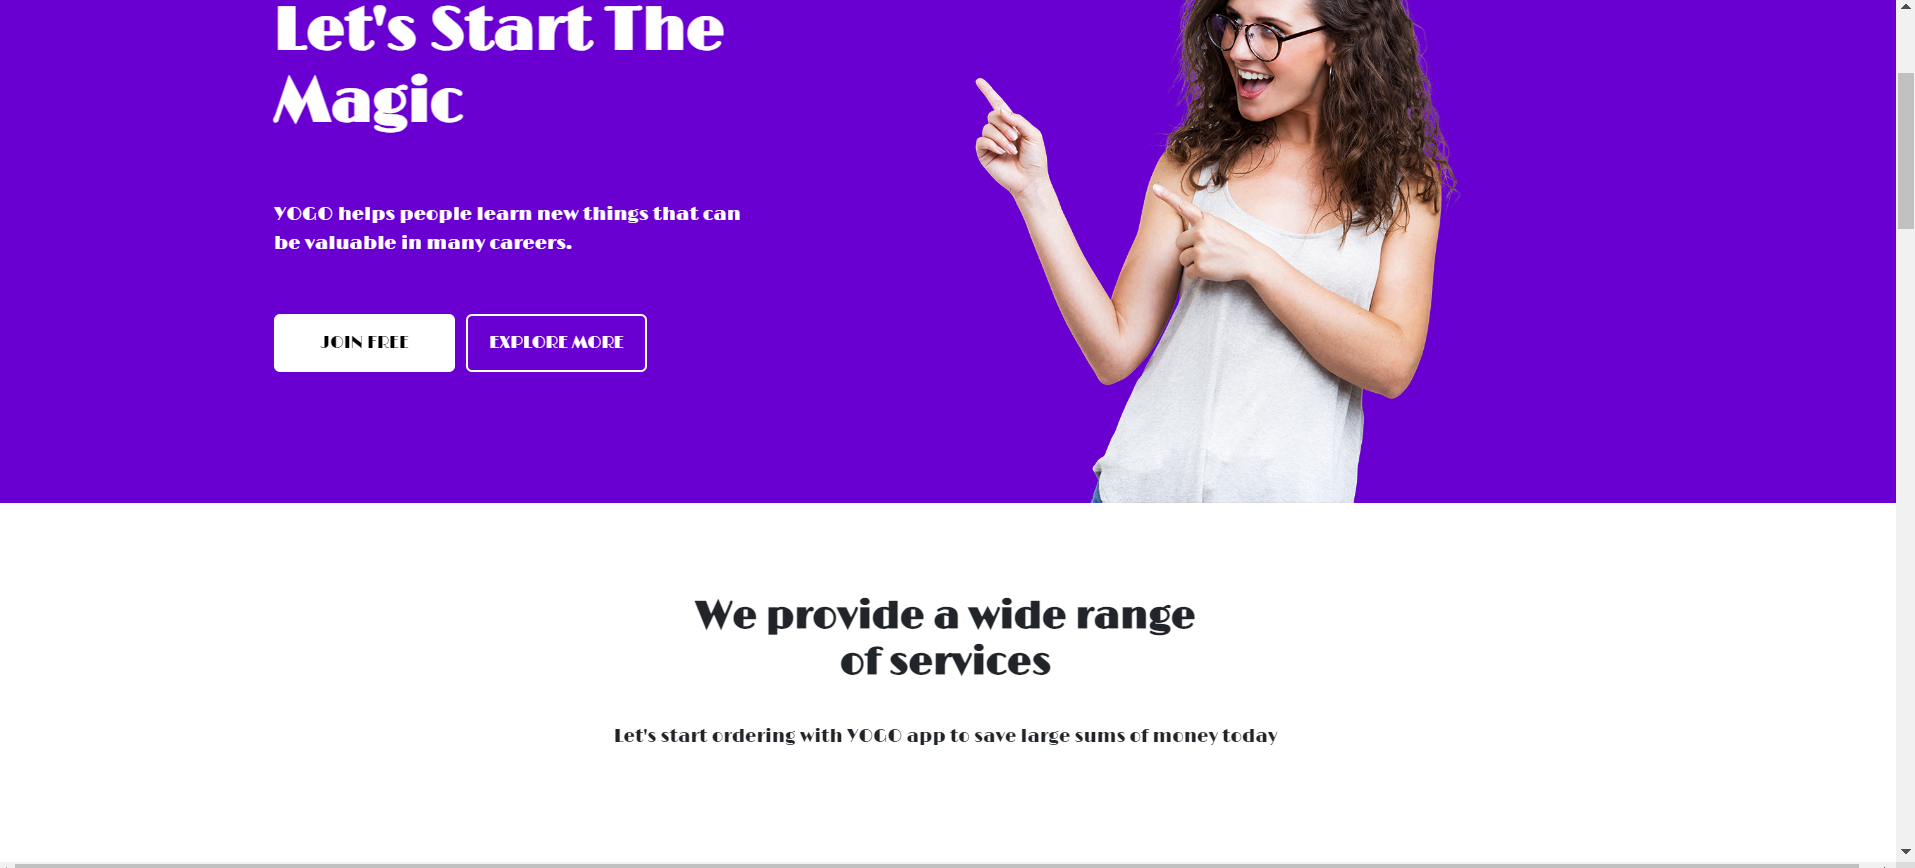 Let's Start The
Magic
YOGO helps people learn new things that can
be valuable in many careers.
JOIN FREE
EXPLORE MORE
We provide a wide range
of services
Let's start ordering with YOGO app to save large sums of money today